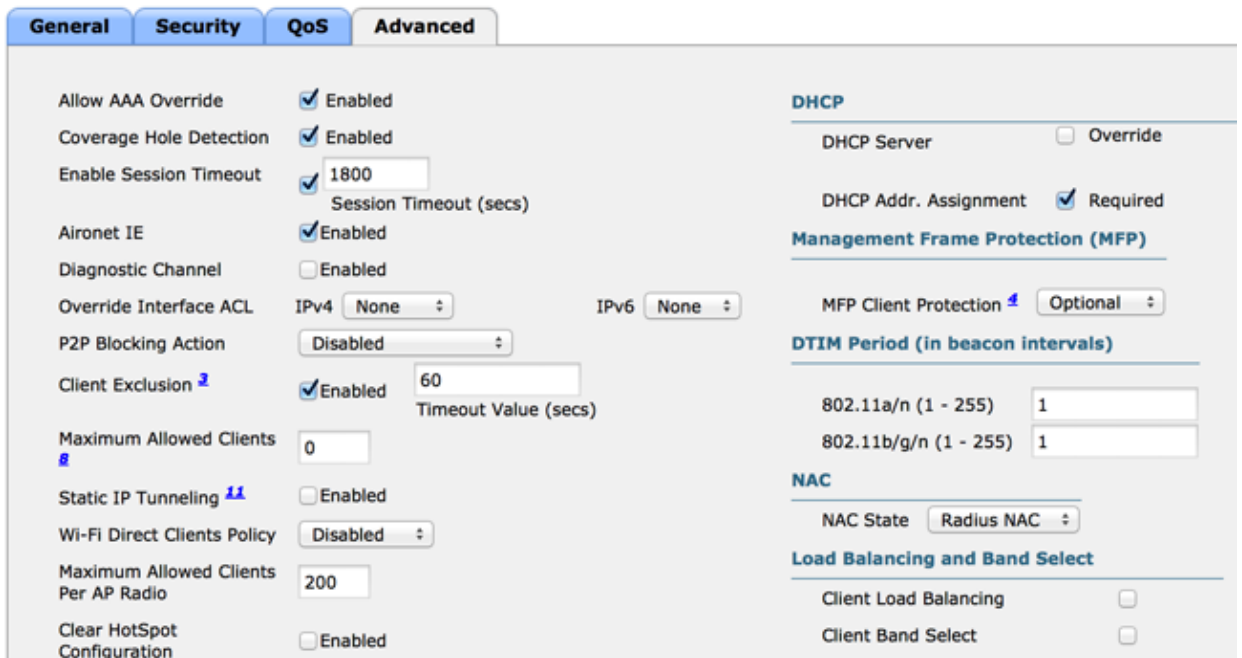 General Security QoS Advanced
Allow AAA Override Enabled
Coverage Hole Detection Enabled
Enable Session Timeout 1800
Session Timeout (secs)
Aironet IE Enabled
Diagnostic Channel Enabled
Override Interface ACL IPv4 None IPv6 None
P2P Blocking Action Disabled
Client Exclusion 3 Enabled 60
Timeout Value (secs)
Maximum Allowed Clients
8 0
Static IP Tunneling 11 Enabled
Wi-Fi Direct Clients Policy Disabled
Maximum Allowed Clients
Per AP Radio 200
Clear HotSpot
Configuration Enabled
DHCP
DHCP Server Override
DHCP Addr. Assignment Required
Management Frame Protection (MFP)
MFP Client Protection 4 Optional
DTIM Period (in beacon intervals)
802.11a/n (1 - 255) 1
802.11b/g/n (1 - 255) 1
NAC
NAC State Radius NAC
Load Balancing and Band Select
Client Load Balancing
Client Band Select